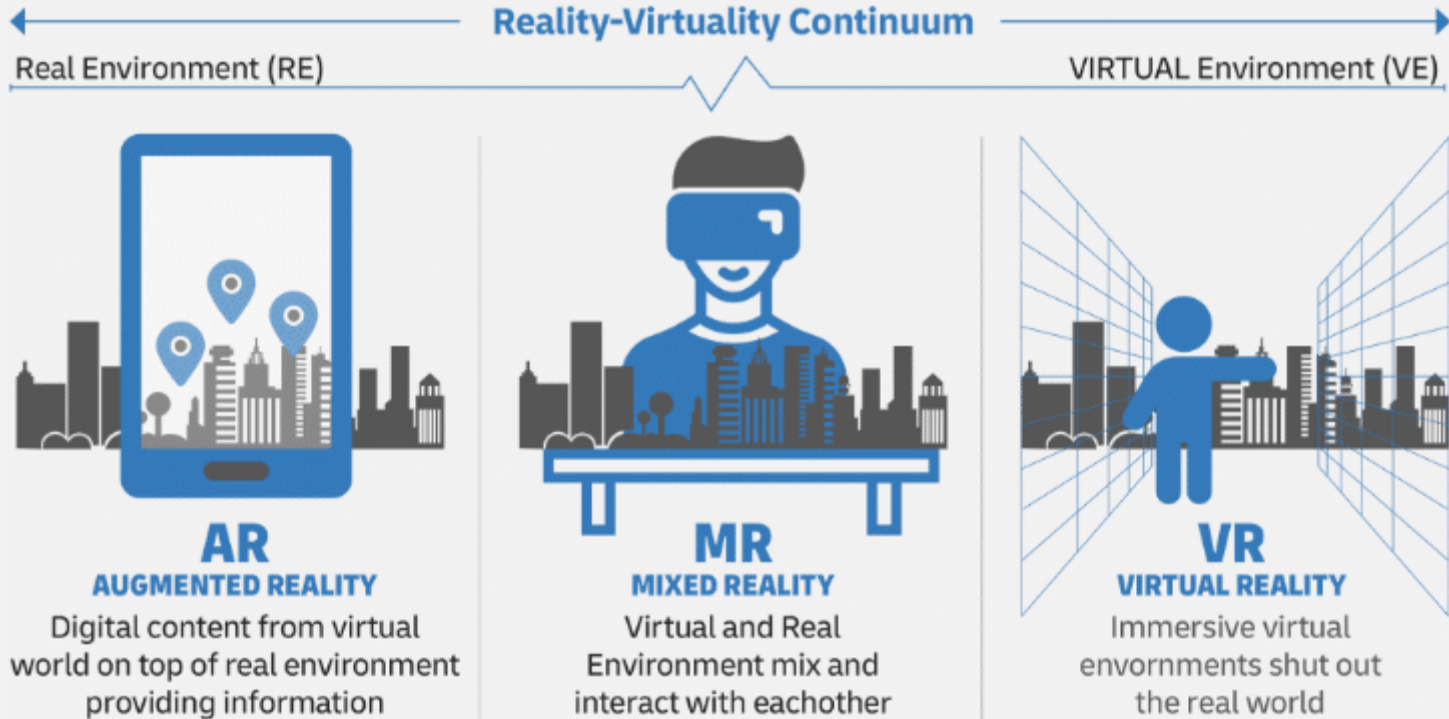 Reality-Virtuality Continuum
Real Environment (RE)
VIRTUAL Environment (VE)
AR
AUGMENTED REALITY
Digital content from virtual
world on top of real environment
providing information
MR
MIXED REALITY
Virtual and Real
Environment mix and
interact with eachother
VR
VIRTUAL REALITY
Immersive virtual
envornments shut out
the real world